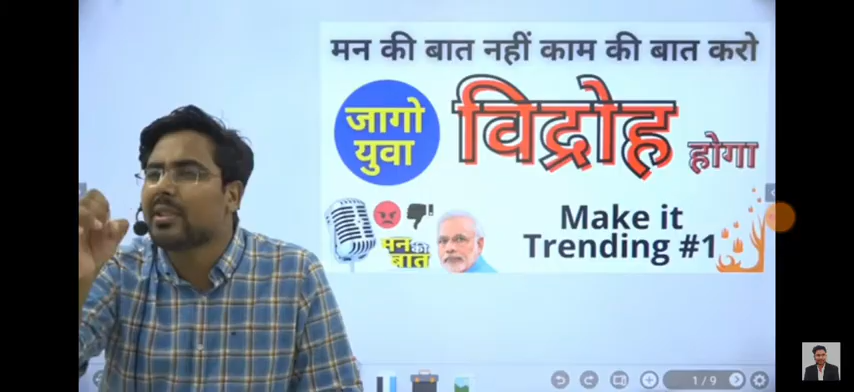 मन की बात नहीं काम की बात करो
जागो
युवा
विद्रोह
होगा
मन की
बात
Make it
Trending #1
1/9